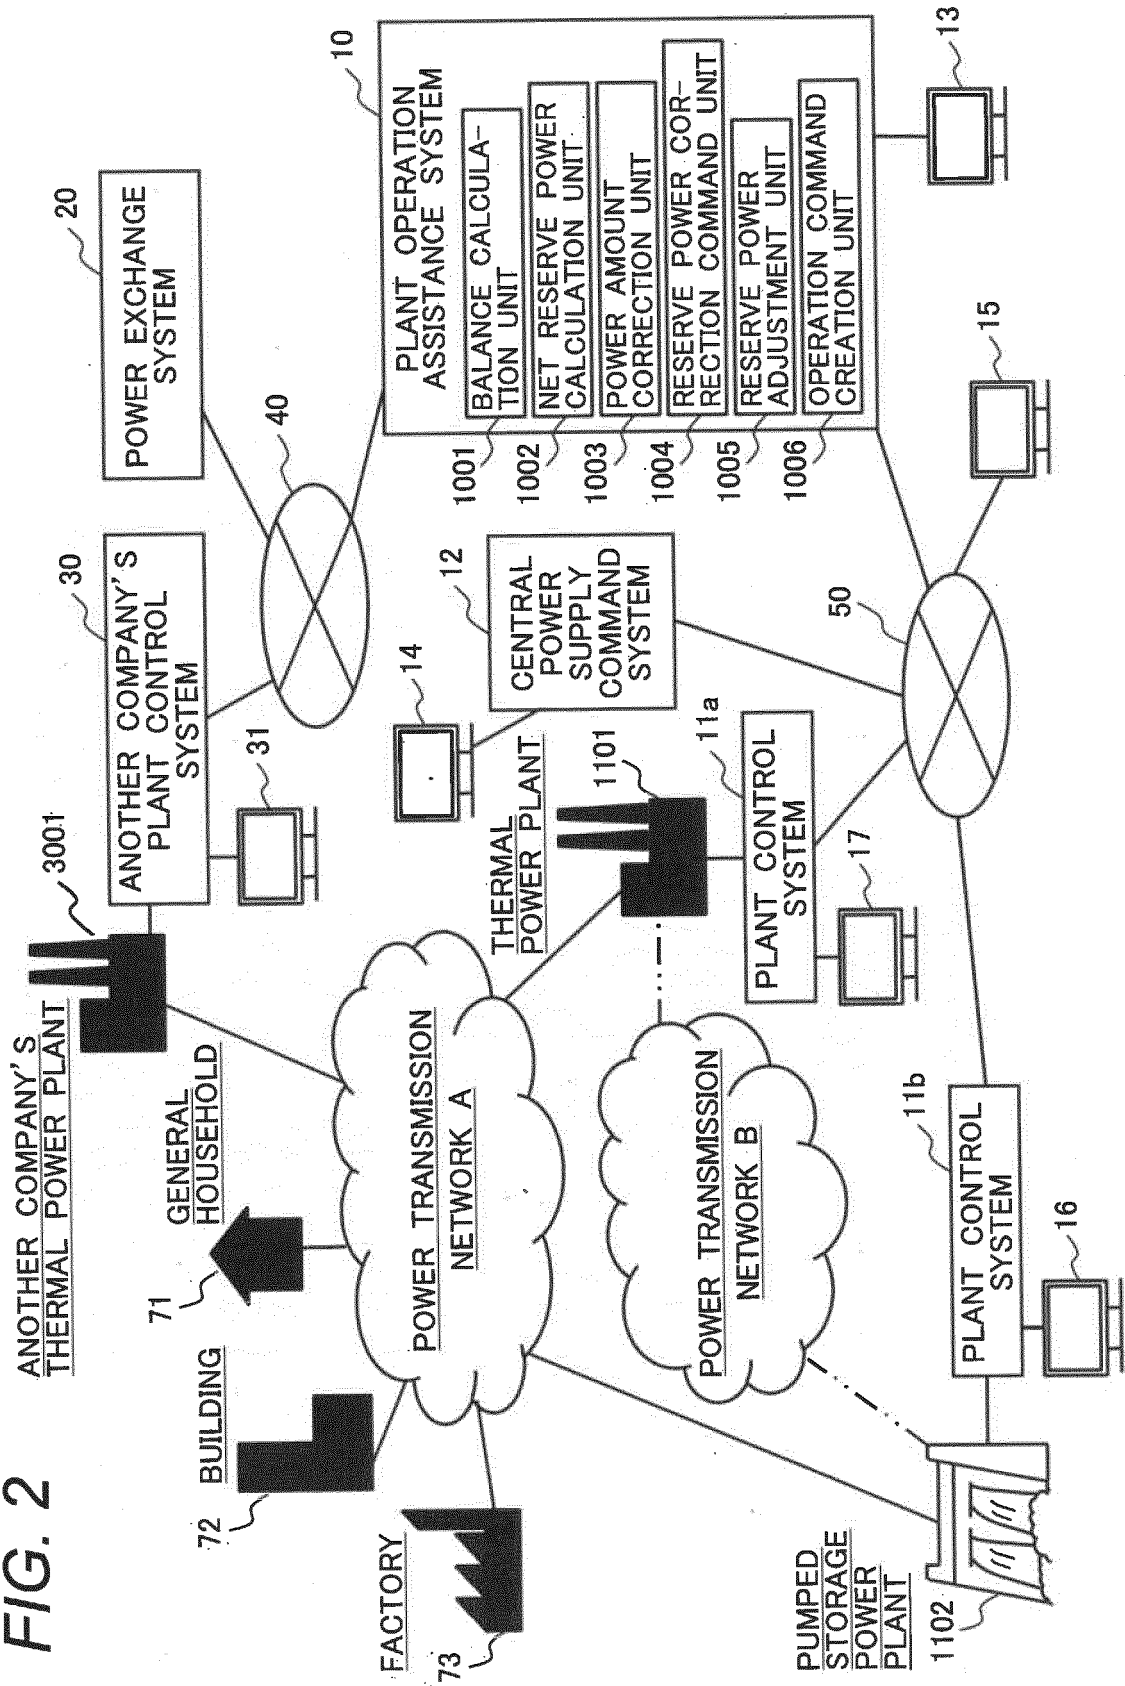 FIG. 2
ANOTHER COMPANY'S
THERMAL POWER PLANT
3001
30
ANOTHER COMPANY'S
PLANT CONTROL
SYSTEM
31
20
POWER EXCHANGE
SYSTEM
40
10
PLANT OPERATION
ASSISTANCE SYSTEM
BALANCE CALCULA-
TION UNIT
1001
NET RESERVE POWER
CALCULATION UNIT
1002
POWER AMOUNT
CORRECTION UNIT
1003
RESERVE POWER COR-
RECTION COMMAND UNIT
1004
RESERVE POWER
ADJUSTMENT UNIT
1005
OPERATION COMMAND
CREATION UNIT
1006
13
15
GENERAL
HOUSEHOLD
71
BUILDING
72
FACTORY
73
POWER TRANSMISSION
NETWORK A
14
12
CENTRAL
POWER
SUPPLY
COMMAND
SYSTEM
THERMAL
POWER PLANT
1101
11a
PLANT CONTROL
SYSTEM
17
50
POWER TRANSMISSION
NETWORK B
11b
PLANT CONTROL
SYSTEM
16
PUMPED
STORAGE
POWER
PLANT
1102